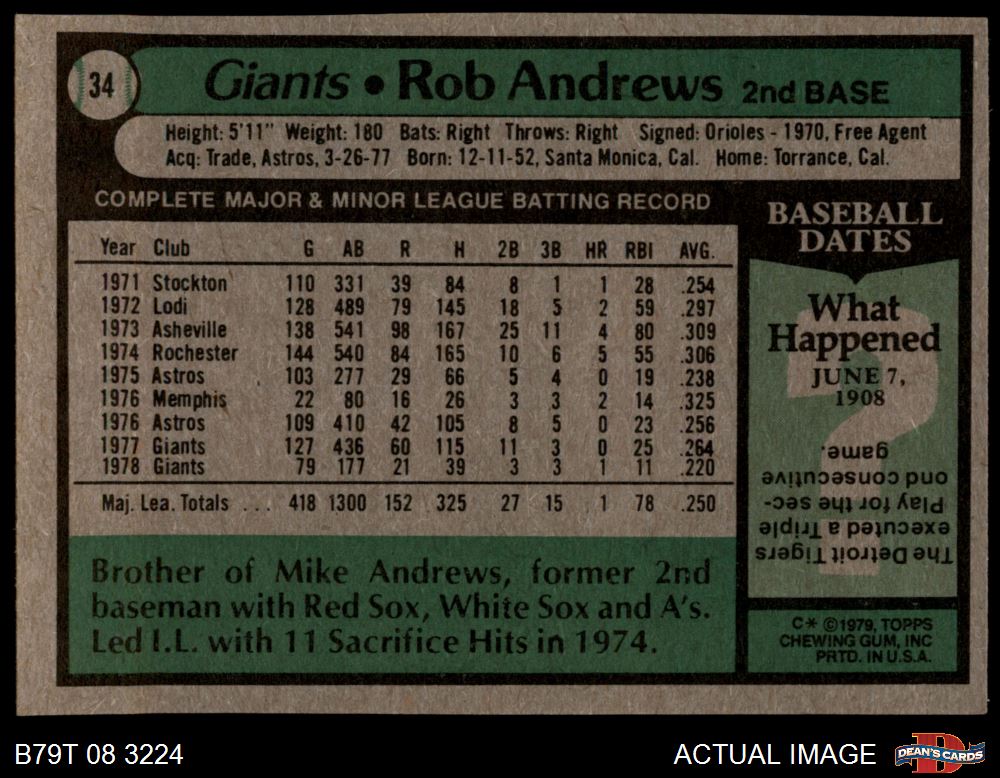 34
Giants • Rob Andrews 2nd BASE
Height: 5'11" Weight: 180 Bats: Right Throws: Right Signed: Orioles - 1970, Free Agent
Acq: Trade, Astros, 3-26-77 Born: 12-11-52, Santa Monica, Cal. Home: Torrance, Cal.
COMPLETE MAJOR & MINOR LEAGUE BATTING RECORD
Year Club G AB R H 2B 3B HR RBI AVG.
1971 Stockton 110 331 39 84 8 1 1 28 .254
1972 Lodi 128 489 79 145 18 5 2 59 .297
1973 Asheville 138 541 98 167 25 11 4 80 .309
1974 Rochester 144 540 84 165 10 6 5 55 .306
1975 Astros 103 277 29 66 5 4 0 19 .238
1976 Memphis 22 80 16 26 3 3 2 14 .325
1976 Astros 109 410 42 105 8 5 0 23 .256
1977 Giants 127 436 60 115 11 3 0 25 .264
1978 Giants 79 177 21 39 3 3 1 11 .220
Maj. Lea. Totals ... 418 1300 152 325 27 15 1 78 .250
Brother of Mike Andrews, former 2nd
baseman with Red Sox, White Sox and A's.
Led I.L. with 11 Sacrifice Hits in 1974.
BASEBALL
DATES
What
Happened
JUNE 7,
1908
?
The Detroit Tigers
executed a Triple
Play for the sec-
ond consecutive
game.
C* ©1979, TOPPS
CHEWING GUM, INC
PRTD. IN U.S.A.
B79T 08 3224
ACTUAL IMAGE
DEAN'S CARDS